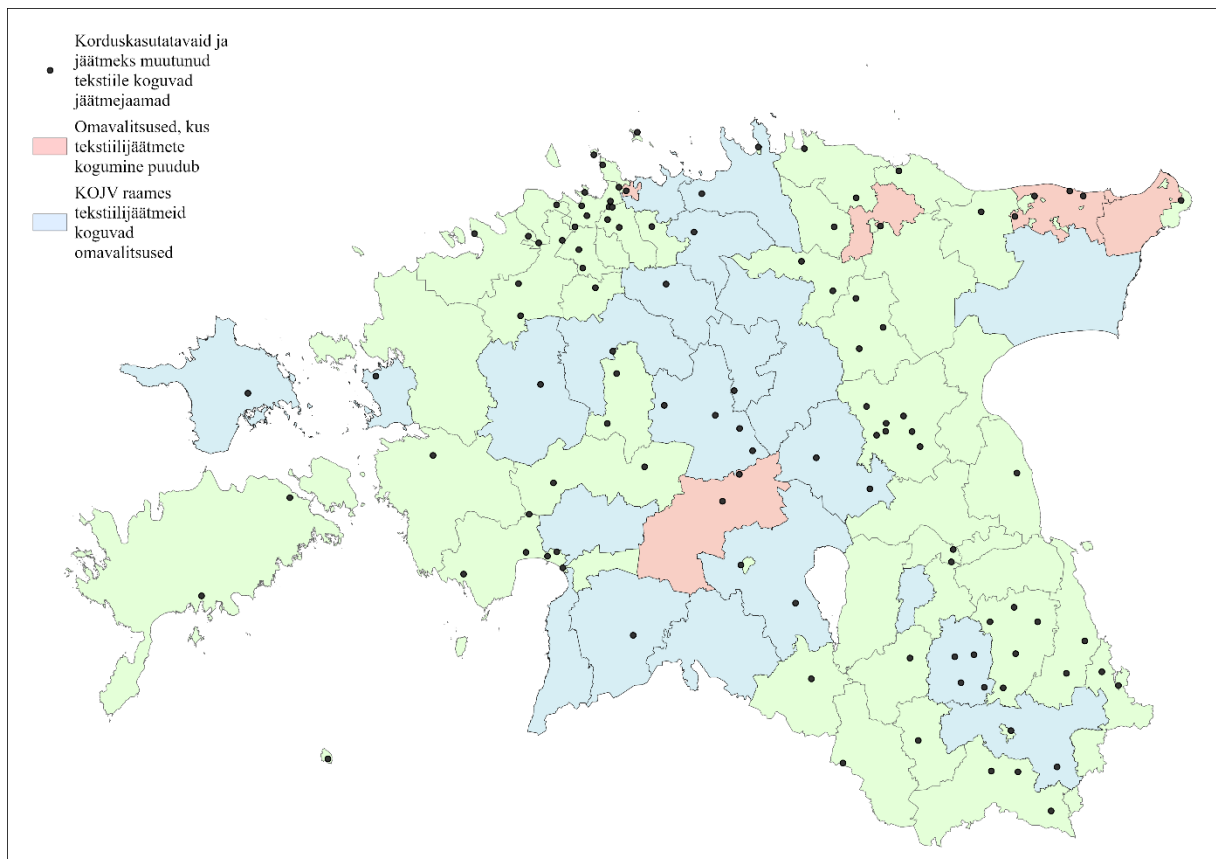 Korduskasutatavaid ja
jäätmeks muutunud
tekstiile koguvad
jäätmejaamad
Omavalitsused, kus
tekstiilijäätmete
kogumine puudub
KOJV raames
tekstiilijäätmeid
koguvad
omavalitsused